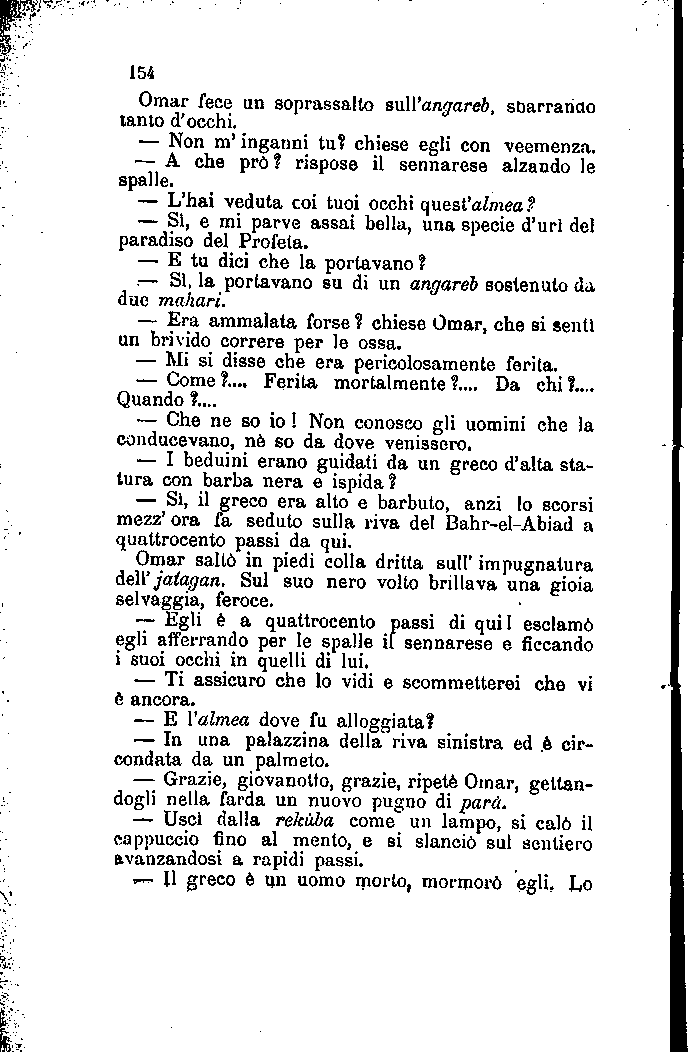 154
Omar fece un soprassalto sull'angareb, sbarrando
tanto d'occhi.
— Non m'inganni tu? chiese egli con veemenza.
— A che prò? rispose il sennarese alzando le
spalle.
— L'hai veduta coi tuoi occhi quest'almea?
— Sì, e mi parve assai bella, una specie d'urì del
paradiso del Profeta.
— E tu dici che la portavano?
— Sì, la portavano su di un angareb sostenuto da
due mahari.
— Era ammalata forse? chiese Omar, che si sentì
un brivido correre per le ossa.
— Mi si disse che era pericolosamente ferita.
— Come?.... Ferita mortalmente?.... Da chi?....
Quando?....
— Che ne so io! Non conosco gli uomini che la
conducevano, nè so da dove venissero.
— I beduini erano guidati da un greco d'alta sta-
tura con barba nera e ispida?
— Sì, il greco era alto e barbuto, anzi lo scorsi
mezz'ora fa seduto sulla riva del Bahr-el-Abiad a
quattrocento passi da qui.
Omar saltò in piedi colla dritta sull'impugnatura
dell'jatagan. Sul suo nero volto brillava una gioia
selvaggia, feroce.
— Egli è a quattrocento passi di qui! esclamò
egli afferrando per le spalle il sennarese e ficcando
i suoi occhi in quelli di lui.
— Ti assicuro che lo vidi e scommetterei che vi
è ancora.
— E l'almea dove fu alloggiata?
— In una palazzina della riva sinistra ed è cir-
condata da un palmeto.
— Grazie, giovanotto, grazie, ripetè Omar, gettan-
dogli nella farda un nuovo pugno di parà.
— Uscì dalla rekùba come un lampo, si calò il
cappuccio fino al mento, e si slanciò sul sentiero
avanzandosi a rapidi passi.
— Il greco è un uomo morto, mormorò egli. Lo